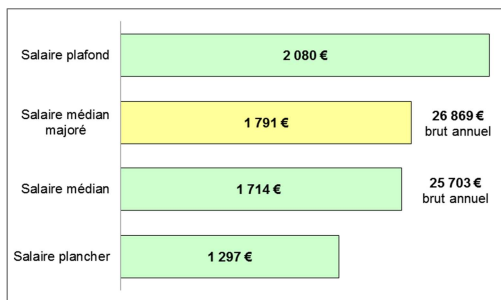 Salaire plafond
2 080 €
Salaire médian
majoré
1 791 €
26 869 €
brut annuel
Salaire médian
1 714 €
25 703 €
brut annuel
Salaire plancher
1 297 €